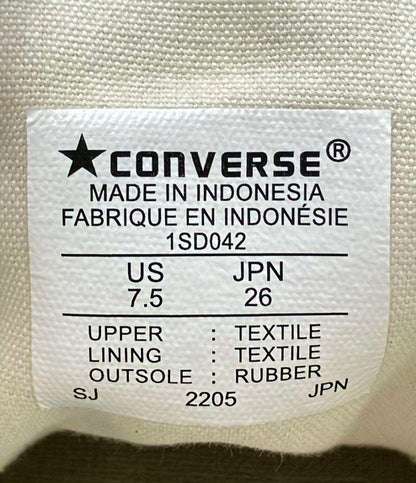 ★CONVERSE®
MADE IN INDONESIA
FABRIQUE EN INDONÉSIE
1SD042
US JPN
7.5 26
UPPER : TEXTILE
LINING : TEXTILE
OUTSOLE : RUBBER
SJ 2205 JPN